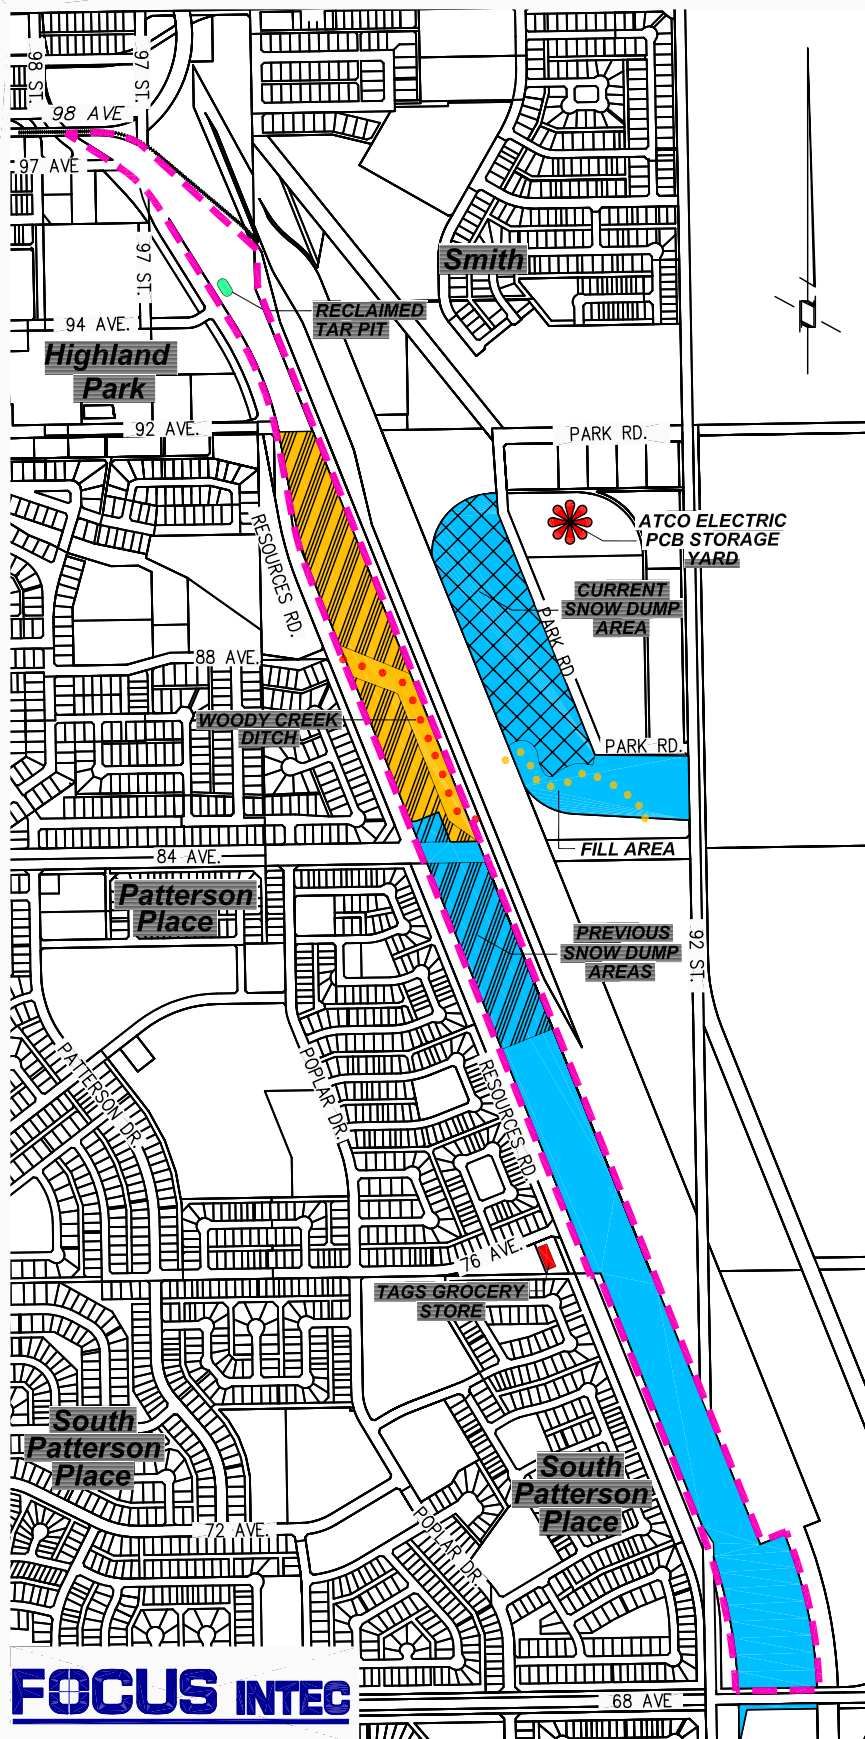 98 ST.
97 ST.
98 AVE
97 AVE
97 ST.
Smith
RECLAIMED
TAR PIT
94 AVE.
Highland
Park
92 AVE.
PARK RD.
RESOURCES RD.
ATCO ELECTRIC
PCB STORAGE
YARD
CURRENT
SNOW DUMP
AREA
PARK RD
88 AVE.
WOODY CREEK
DITCH
PARK RD.
84 AVE.
FILL AREA
Patterson
Place
PREVIOUS
SNOW DUMP
AREAS
92 ST.
PATTERSON DR.
POPLAR DR.
RESOURCES RD.
76 AVE.
TAGS GROCERY
STORE
South
Patterson
Place
South
Patterson
Place
72 AVE.
POPLAR DR.
FOCUS INTEC
68 AVE